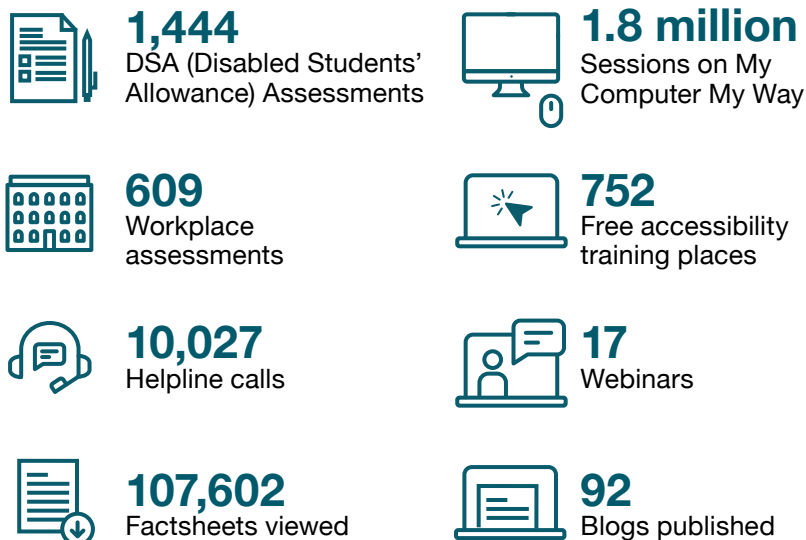 1,444
DSA (Disabled Students’
Allowance) Assessments
1.8 million
Sessions on My
Computer My Way
609
Workplace
assessments
752
Free accessibility
training places
10,027
Helpline calls
17
Webinars
107,602
Factsheets viewed
92
Blogs published